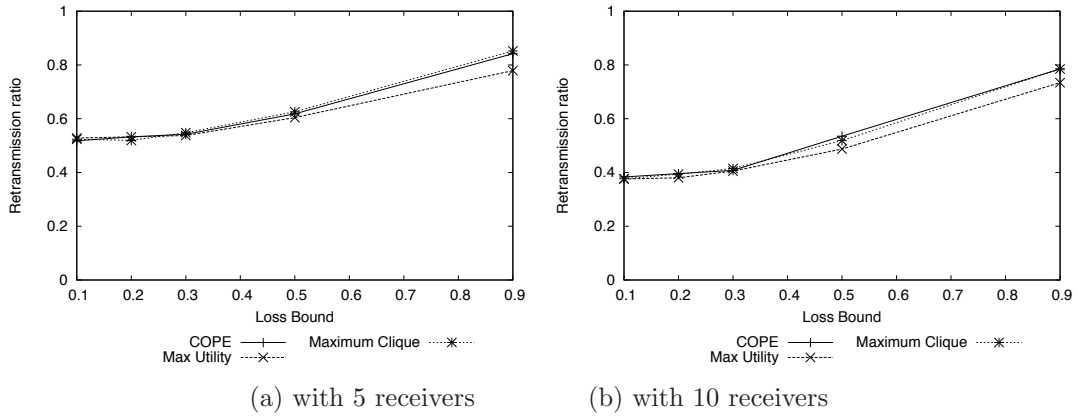 1
0.8
0.6
0.4
0.2
0
Retransmission ratio
0.1 0.2 0.3 0.4 0.5 0.6 0.7 0.8 0.9
Loss Bound
COPE
Max Utility
Maximum Clique
(a) with 5 receivers
1
0.8
0.6
0.4
0.2
0
Retransmission ratio
0.1 0.2 0.3 0.4 0.5 0.6 0.7 0.8 0.9
Loss Bound
COPE
Max Utility
Maximum Clique
(b) with 10 receivers